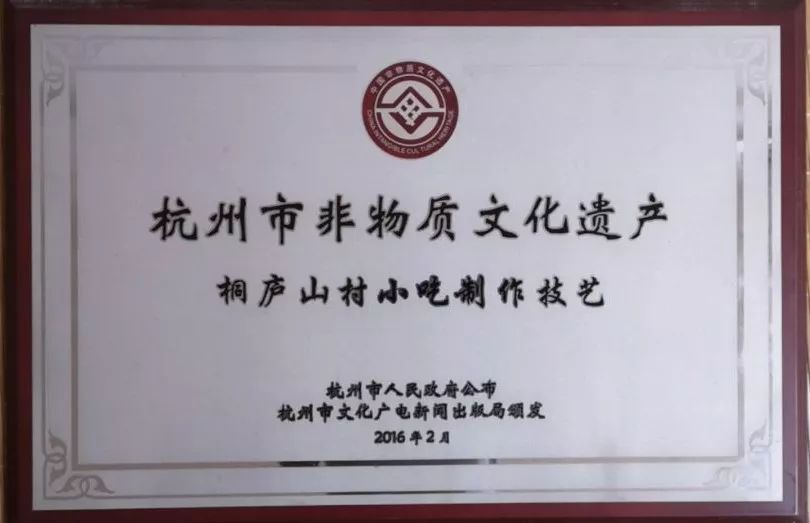 中国非物质文化遗产
CHINA INTANGIBLE CULTURAL HERITAGE
杭州市非物质文化遗产
桐庐山村小吃制作技艺
杭州市人民政府公布
杭州市文化广电新闻出版局颁发
2016年2月